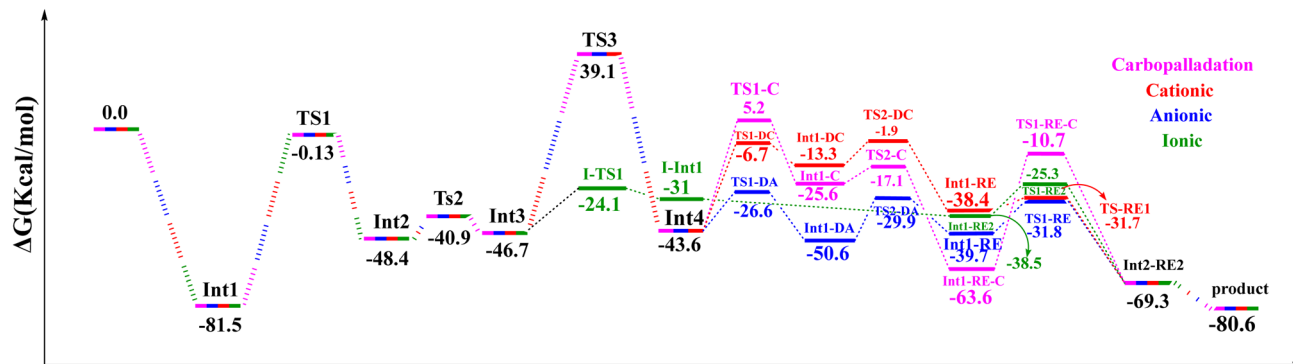 ΔG(Kcal/mol)
0.0
Int1
-81.5
TS1
-0.13
Int2
-48.4
Ts2
-40.9
Int3
-46.7
TS3
39.1
I-TS1
-24.1
I-Int1
-31
Int4
-43.6
TS1-C
5.2
TS1-DC
-6.7
TS1-DA
-26.6
Int1-DC
-13.3
Int1-C
-25.6
Int1-DA
-50.6
TS2-DC
-1.9
TS2-C
-17.1
TS2-DA
-29.9
Int1-RE
-38.4
Int1-RE2
-38.5
Int1-RE
-39.7
Int1-RE-C
-63.6
TS1-RE-C
-10.7
-25.3
TS1-RE2
TS1-RE
-31.8
TS-RE1
-31.7
Int2-RE2
-69.3
product
-80.6
Carbopalladation
Cationic
Anionic
Ionic